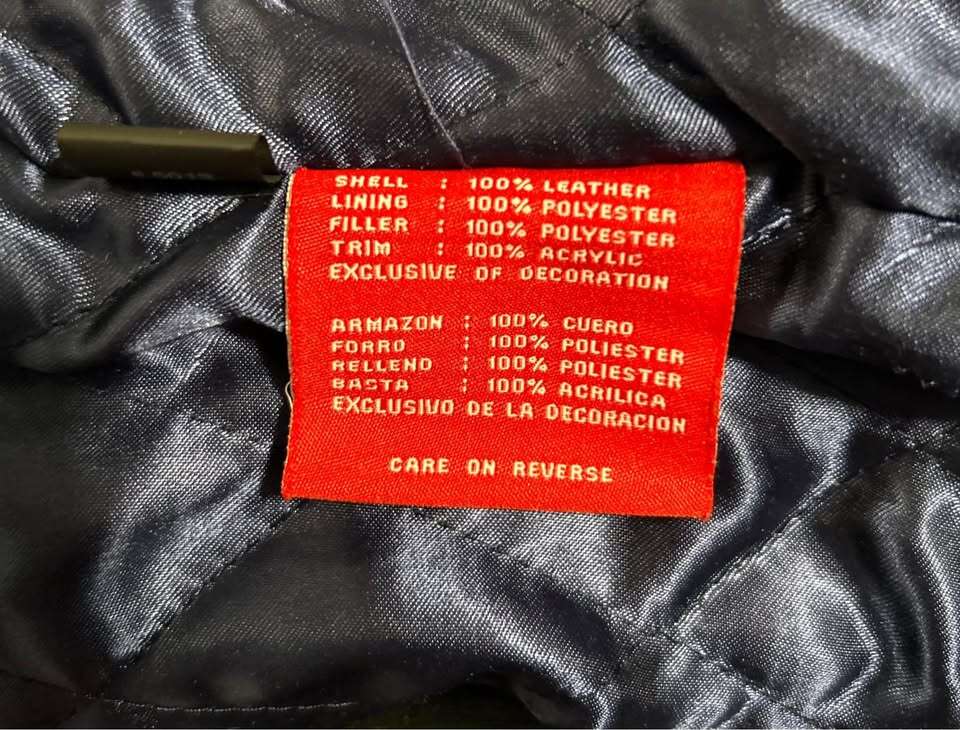 SHELL : 100% LEATHER
LINING : 100% POLYESTER
FILLER : 100% POLYESTER
TRIM : 100% ACRYLIC
EXCLUSIVE OF DECORATION
ARMAZON : 100% CUERO
FORRO : 100% POLIESTER
RELLENO : 100% POLIESTER
BASTA : 100% ACRILICA
EXCLUSIVO DE LA DECORACION
CARE ON REVERSE